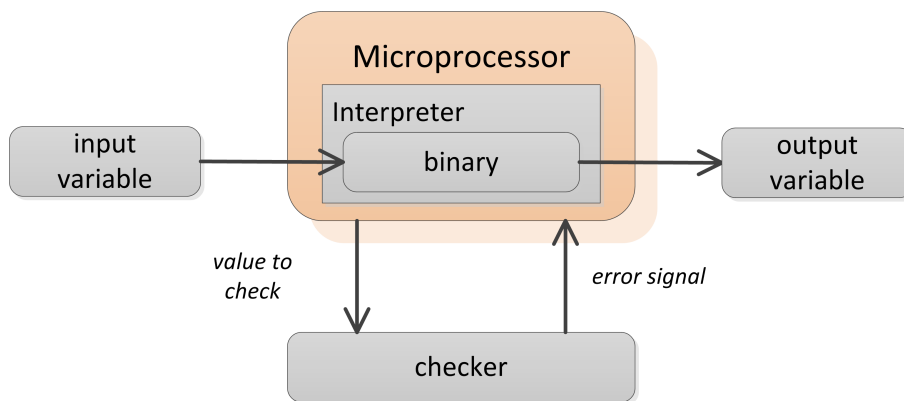 Microprocessor
Interpreter
input
variable
binary
output
variable
value to
check
error signal
checker